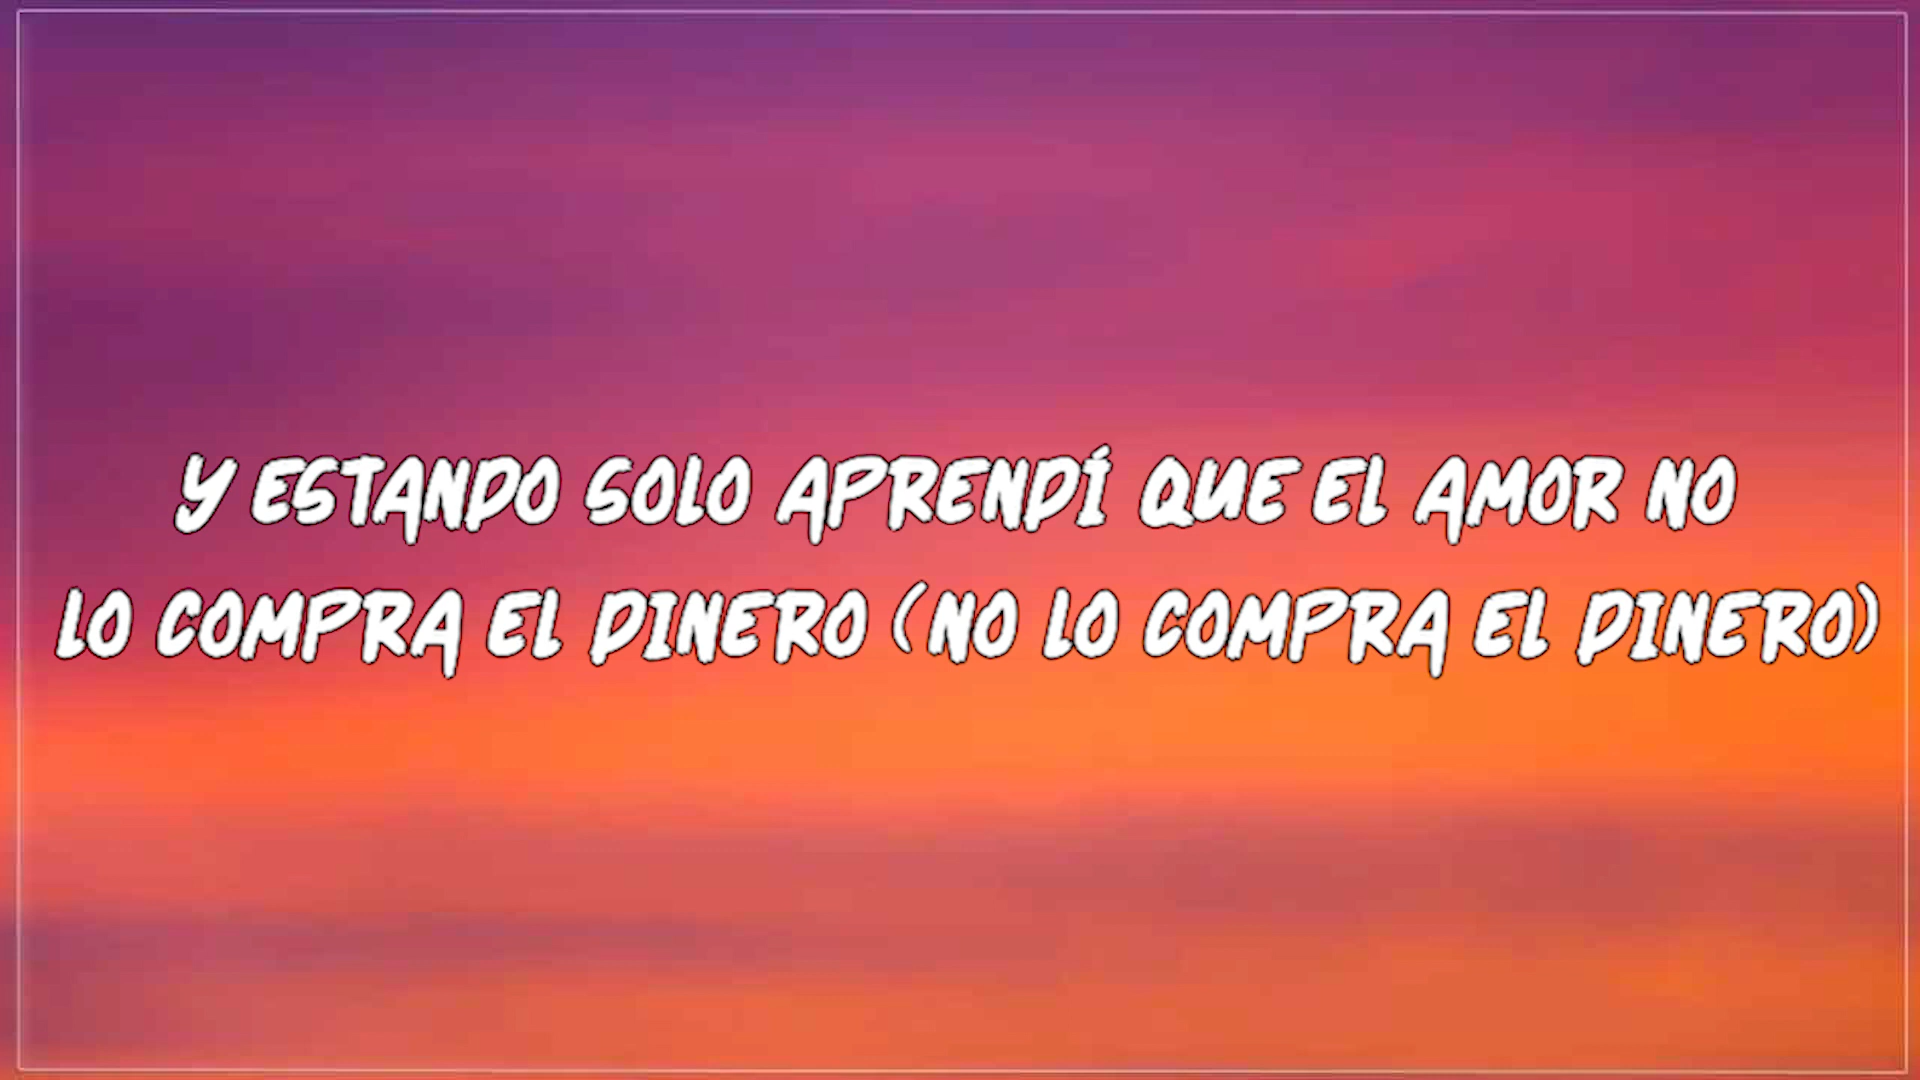 Y ESTANDO SOLO APRENDÍ QUE EL AMOR NO
LO COMPRA EL DINERO (NO LO COMPRA EL DINERO)